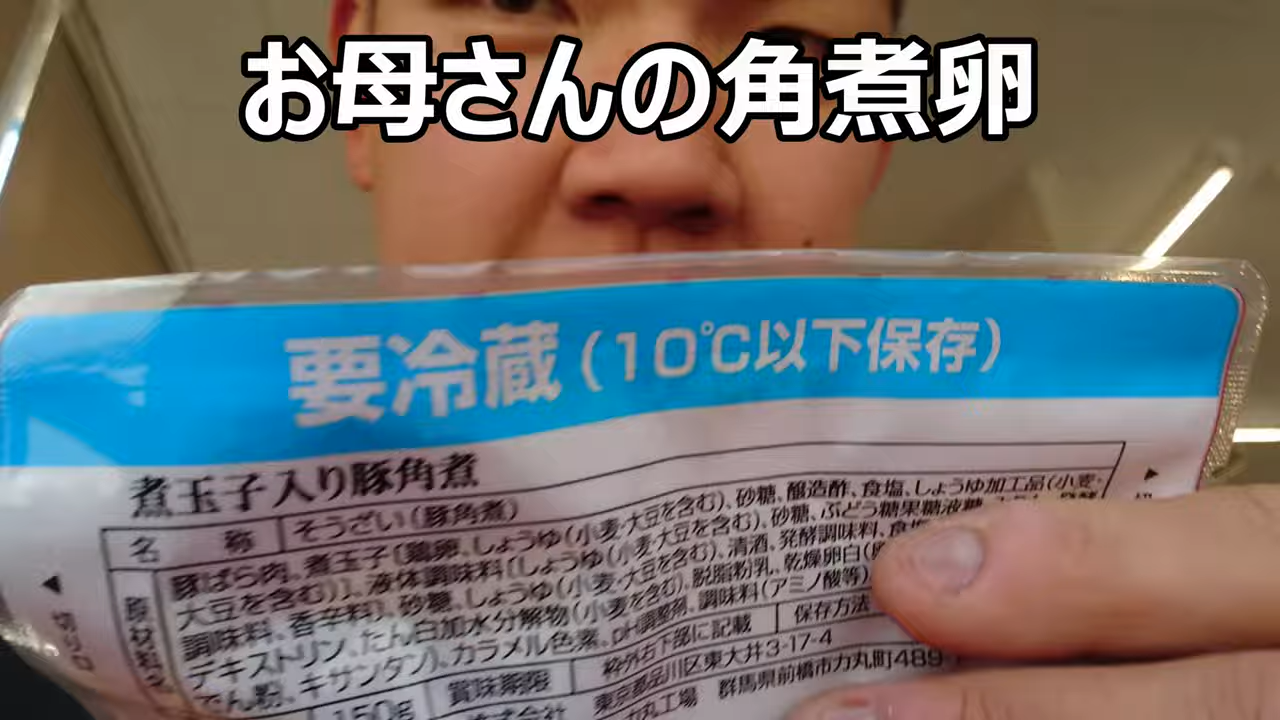 お母さんの角煮卵
要冷蔵(10℃以下保存)
煮玉子入り豚角煮
名称 そうざい(豚角煮)
豚ばら肉、煮玉子(鶏卵、しょうゆ(小麦・大豆を含む)、砂糖、醸造酢、食塩、しょうゆ加工品(小麦・
大豆を含む))、液体調味料(しょうゆ(小麦・大豆を含む)、砂糖、ぶどう糖果糖液糖、
調味料、香辛料)、砂糖、しょうゆ(小麦・大豆を含む)、清酒、発酵調味料、食塩
デキストリン、たん白加水分解物(小麦を含む)、脱脂粉乳、乾燥卵白
でん粉、キサンタン)、カラメル色素、pH調整剤、調味料(アミノ酸等)
150g 賞味期限 枠外右下部に記載 保存方法
株式会社 東京都品川区東大井3-17-4
力丸工場 群馬県前橋市力丸町489-